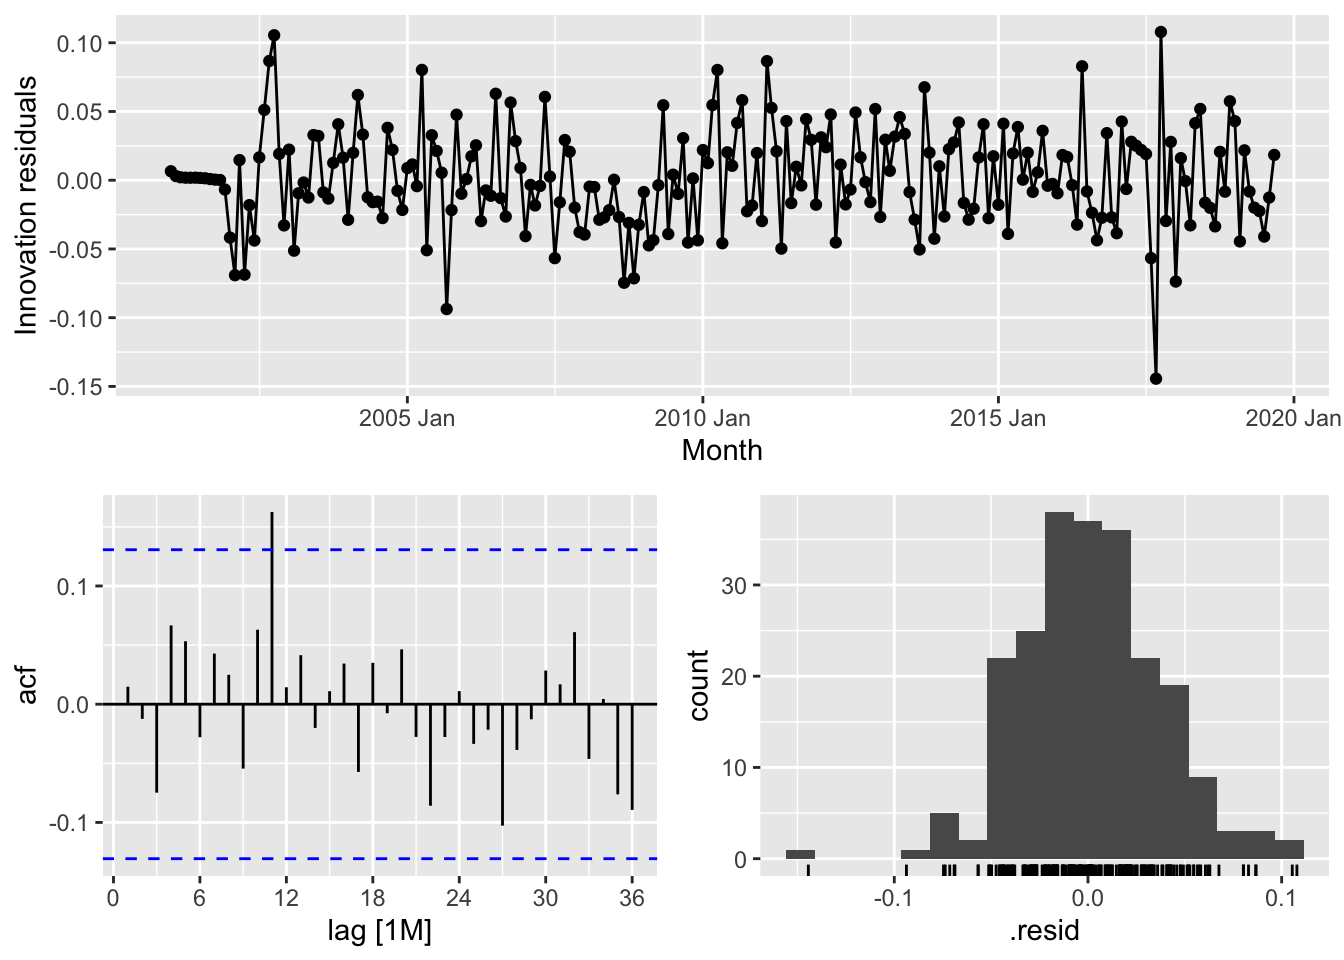 Innovation residuals
0.10
0.05
0.00
-0.05
-0.10
-0.15
2005 Jan 2010 Jan 2015 Jan 2020 Jan
Month
acf
0.1
0.0
-0.1
0 6 12 18 24 30 36
lag [1M]
count
30
20
10
0
-0.1 0.0 0.1
.resid